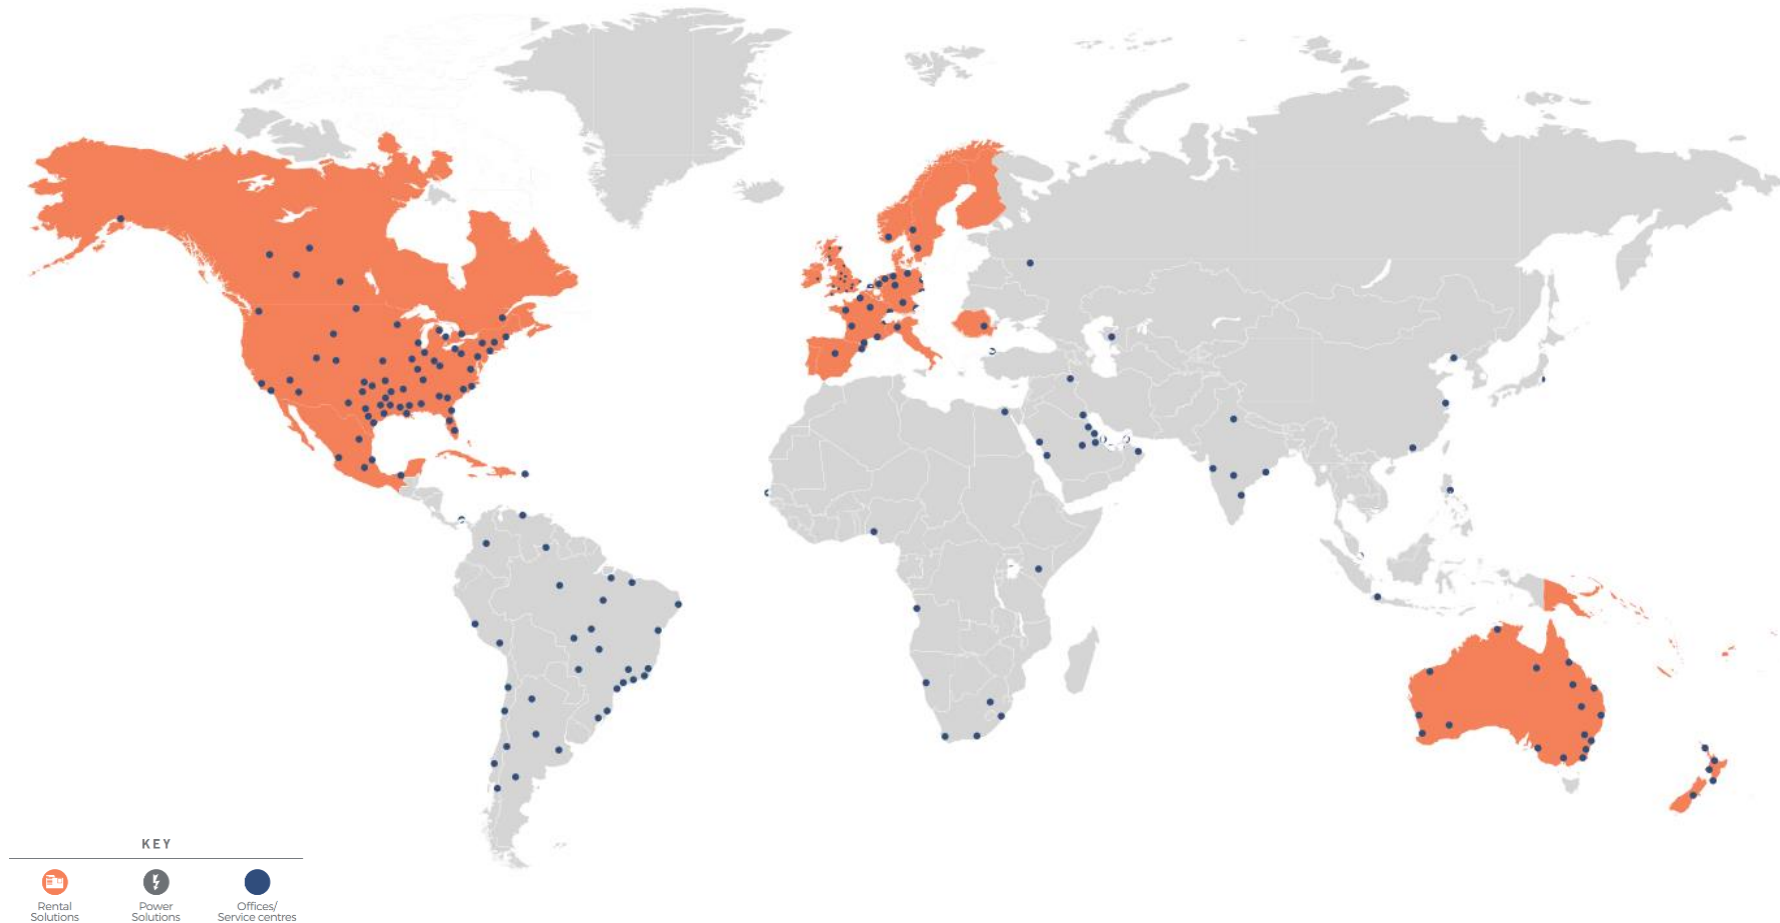 KEY
Rental
Solutions
Power
Solutions
Offices/
Service centres